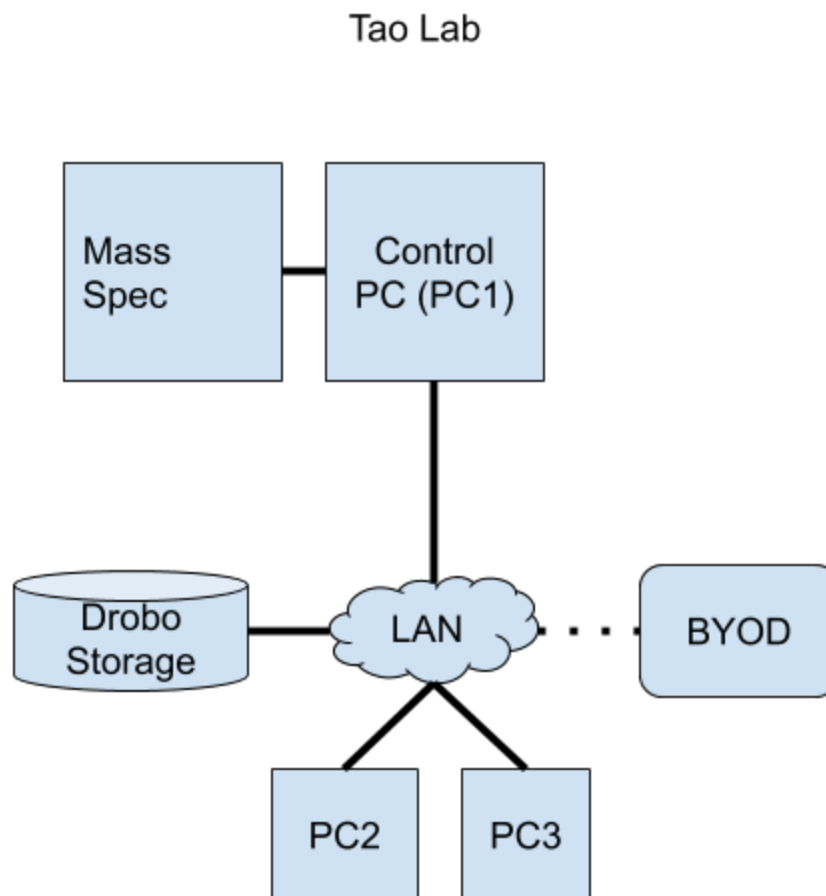 Tao Lab
Mass
Spec
Control
PC (PC1)
Drobo
Storage
LAN
BYOD
PC2
PC3